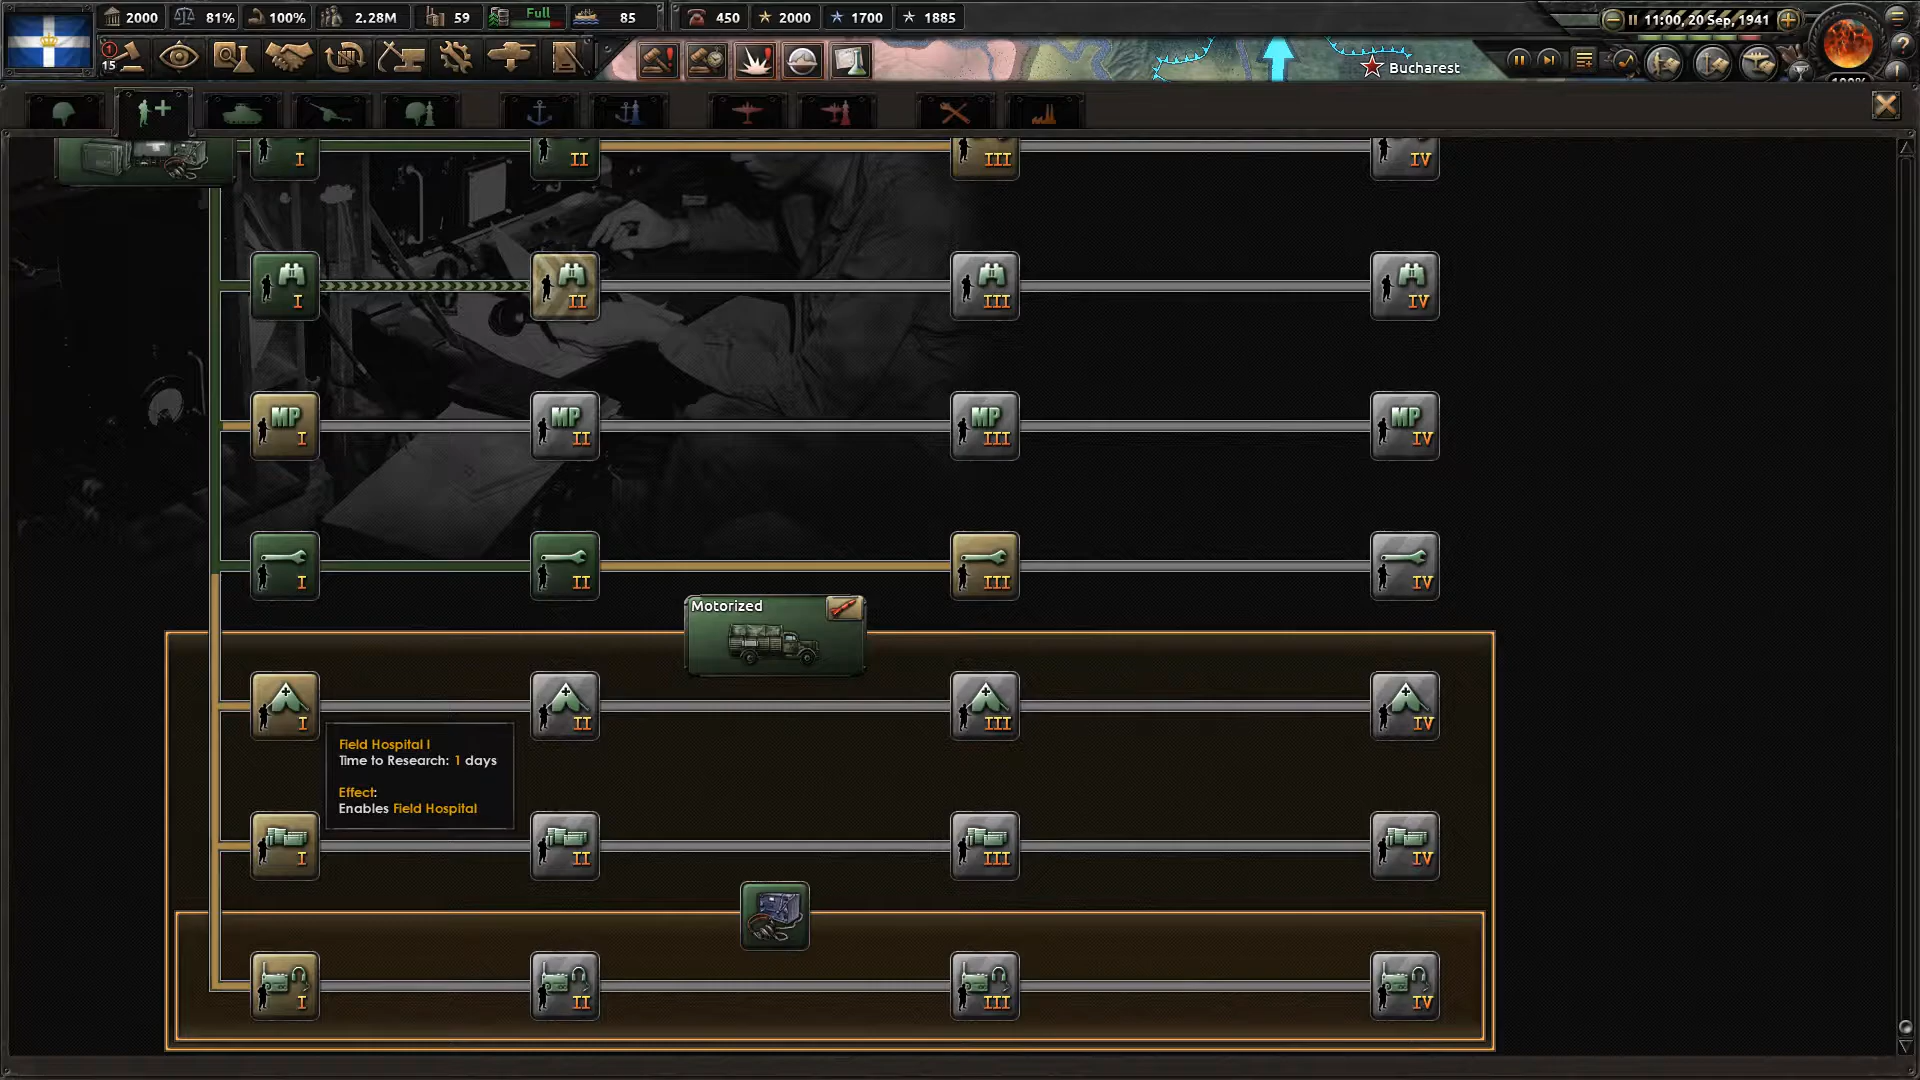 2000 81% 100% 2.28M 59 Full 85 450 2000 1700 1885 11:00, 20 Sep, 1941
1
15
Bucharest
100%
I II III IV
I II III IV
MP MP MP MP
I II III IV
I II III IV
Motorized
I II III IV
Field Hospital I
Time to Research: 1 days
Effect:
Enables Field Hospital
I II III IV
I II III IV